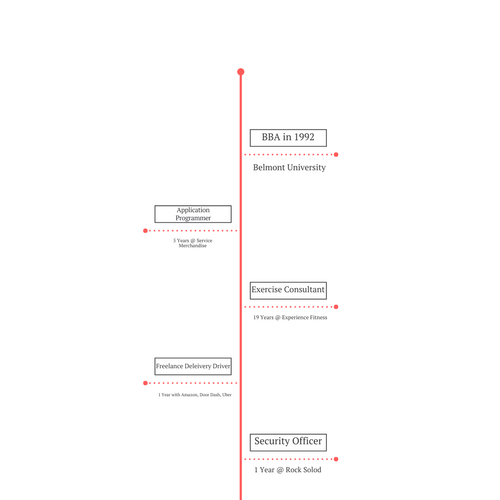 BBA in 1992
Belmont University
Application
Programmer
5 Years @ Service
Merchandise
Exercise Consultant
19 Years @ Experience Fitness
Freelance Deleivery Driver
1 Year with Amazon, Door Dash, Uber
Security Officer
1 Year @ Rock Solod